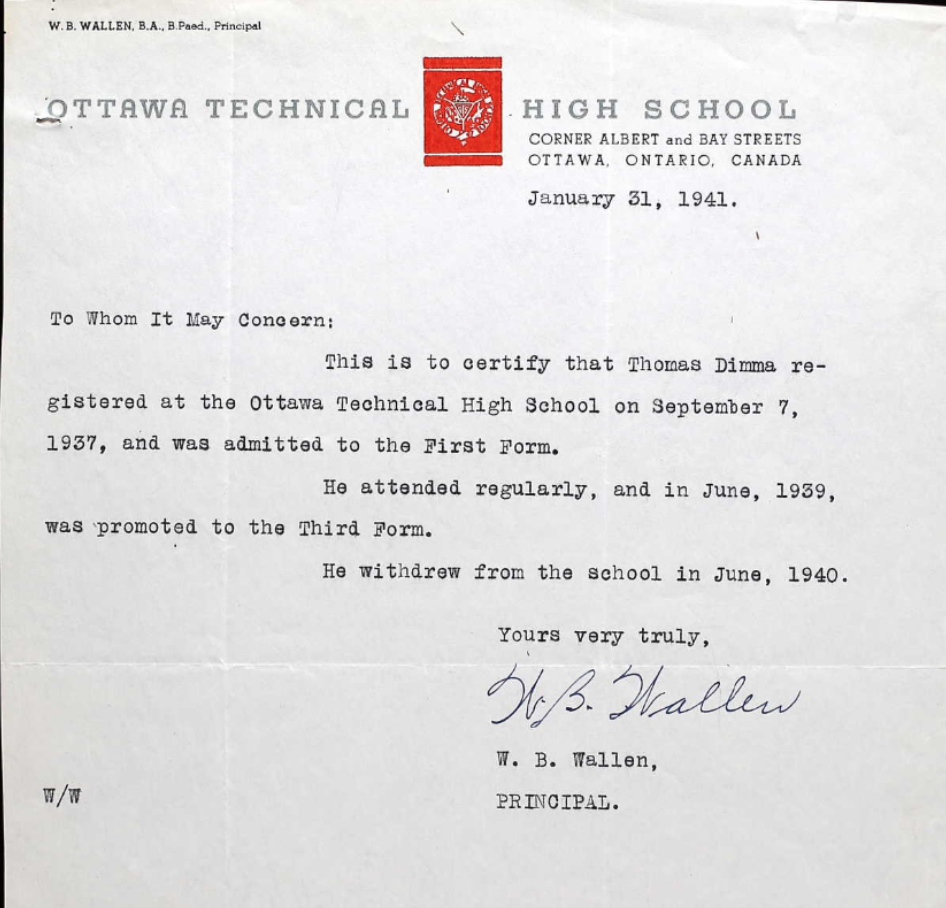 W. B. WALLEN, B.A., B.Paed., Principal
OTTAWA TECHNICAL HIGH SCHOOL
CORNER ALBERT and BAY STREETS
OTTAWA, ONTARIO, CANADA
January 31, 1941.
To Whom It May Concern:
This is to certify that Thomas Dimma re-
gistered at the Ottawa Technical High School on September 7,
1937, and was admitted to the First Form.
He attended regularly, and in June, 1939,
was promoted to the Third Form.
He withdrew from the school in June, 1940.
Yours very truly,
W. B. Wallen
W. B. Wallen,
W/W
PRINCIPAL.